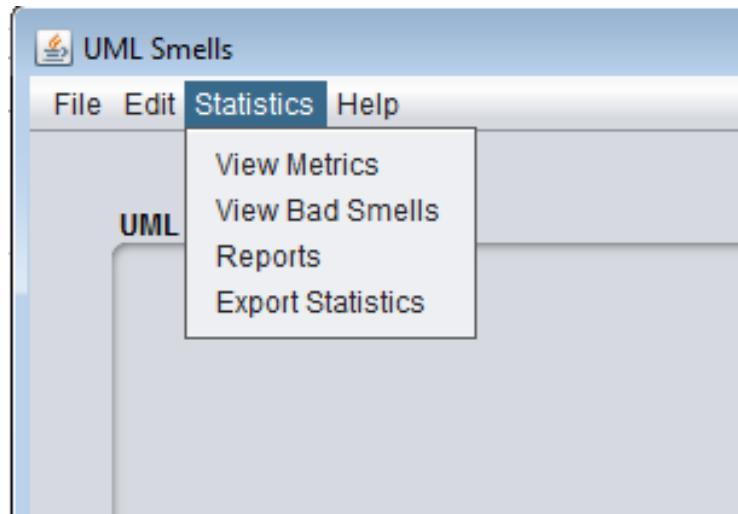 UML Smells
File Edit Statistics Help
View Metrics
View Bad Smells
UML
Reports
Export Statistics